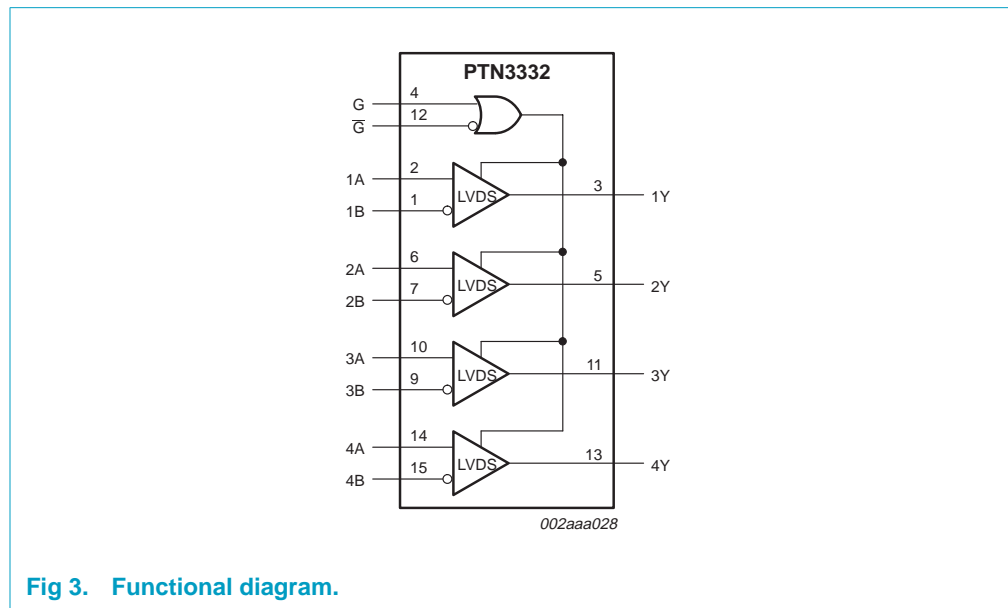 PTN3332
G 4
G̅ 12
1A 2
LVDS 3 1Y
1B 1
2A 6
LVDS 5 2Y
2B 7
3A 10
LVDS 11 3Y
3B 9
4A 14
LVDS 13 4Y
4B 15
002aaa028
Fig 3. Functional diagram.